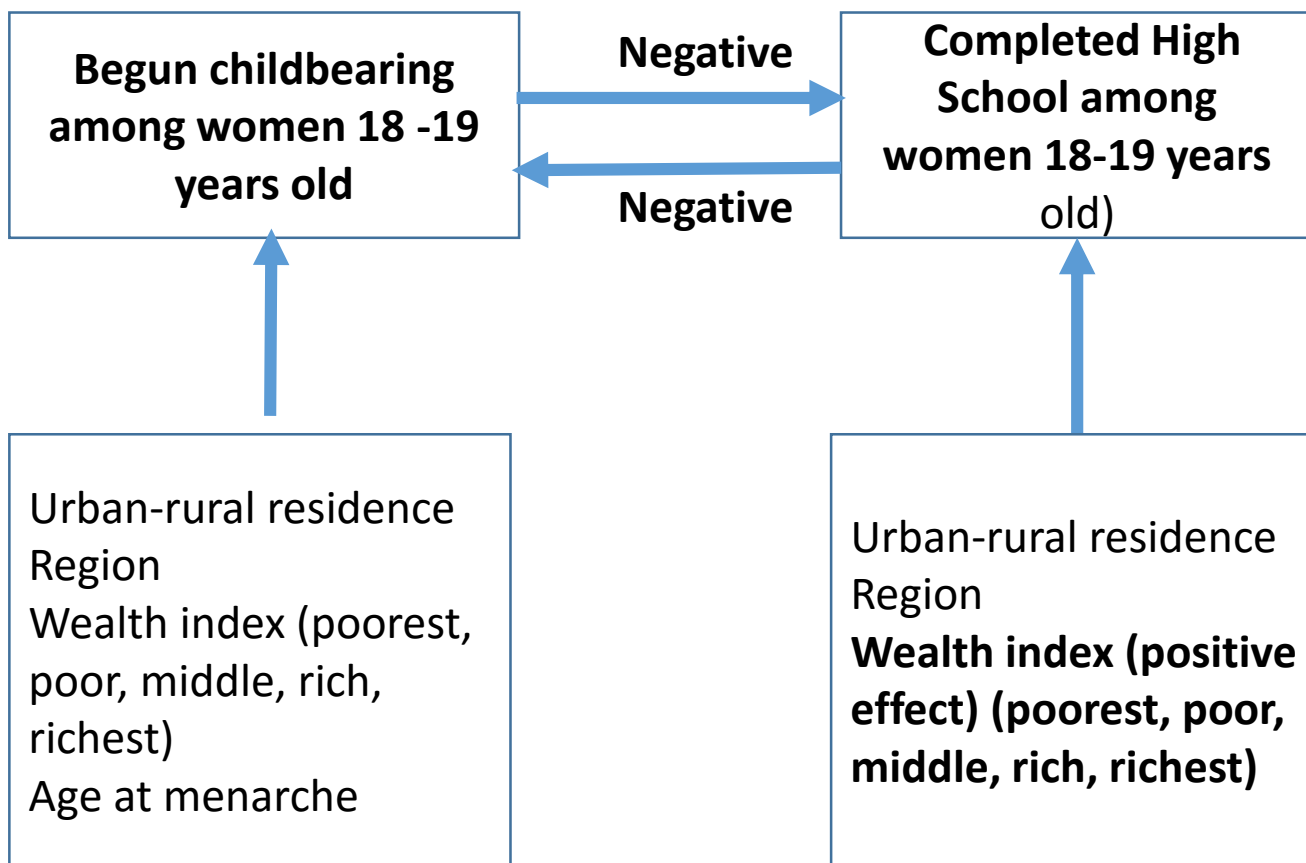 Begun childbearing
among women 18 -19
years old
Negative
Negative
Completed High
School among
women 18-19 years
old)
Urban-rural residence
Region
Wealth index (poorest,
poor, middle, rich,
richest)
Age at menarche
Urban-rural residence
Region
Wealth index (positive
effect) (poorest, poor,
middle, rich, richest)